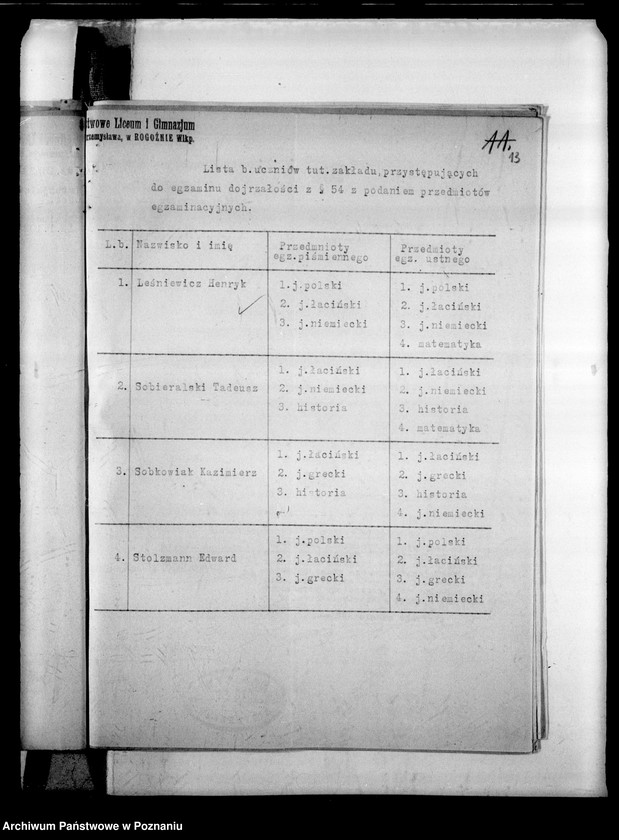 twowe Liceum i Gimnazjum
rzemysława, w ROGOŹNIE Wlkp.
AA.
13
Lista b.uczniów tut.zakładu,przystępujących
do egzaminu dojrzałości z § 54 z podaniem przedmiotów
egzaminacyjnych.
L.b. Nazwisko i imię Przedmnioty egz.piśmiennego Przedmioty egz. ustnego
1. Leśniewicz Henryk 1.j.polski 1. j.polski
2. j.łaciński 2. j.łaciński
3. j.niemiecki 3. j.niemiecki
4. matematyka
1. j.łaciński 1. j.łaciński
2. Sobieralski Tadeusz 2. j.niemiecki 2. j.niemiecki
3. historia 3. historia
4. matematyka
1. j.łaciński 1. j.łaciński
3. Sobkowiak Kazimierz 2. j.grecki 2. j.grecki
3. historia 3. historia
4. j.niemiecki
1. j.polski 1. j.polski
4. Stolzmann Edward 2. j.łaciński 2. j.łaciński
3. j.grecki 3. j.grecki
4. j.niemiecki
Archiwum Państwowe w Poznaniu